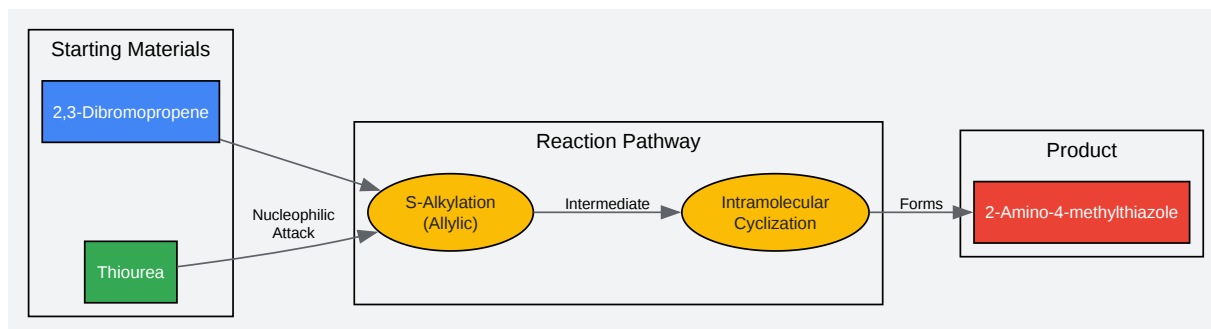 Starting Materials
2,3-Dibromopropene
Thiourea
Nucleophilic
Attack
Reaction Pathway
S-Alkylation
(Allylic)
Intermediate
Intramolecular
Cyclization
Forms
Product
2-Amino-4-methylthiazole